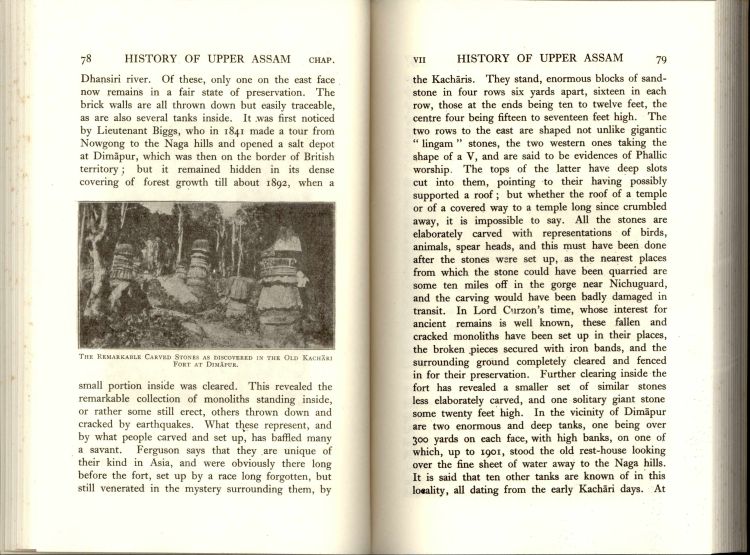 78 HISTORY OF UPPER ASSAM CHAP.
Dhansiri river. Of these, only one on the east face
now remains in a fair state of preservation. The
brick walls are all thrown down but easily traceable,
as are also several tanks inside. It was first noticed
by Lieutenant Biggs, who in 1841 made a tour from
Nowgong to the Naga hills and opened a salt depot
at Dimāpur, which was then on the border of British
territory; but it remained hidden in its dense
covering of forest growth till about 1892, when a
THE REMARKABLE CARVED STONES AS DISCOVERED IN THE OLD KACHĀRI
FORT AT DIMĀPUR.
small portion inside was cleared. This revealed the
remarkable collection of monoliths standing inside,
or rather some still erect, others thrown down and
cracked by earthquakes. What these represent, and
by what people carved and set up, has baffled many
a savant. Ferguson says that they are unique of
their kind in Asia, and were obviously there long
before the fort, set up by a race long forgotten, but
still venerated in the mystery surrounding them, by
VII HISTORY OF UPPER ASSAM 79
the Kachāris. They stand, enormous blocks of sand-
stone in four rows six yards apart, sixteen in each
row, those at the ends being ten to twelve feet, the
centre four being fifteen to seventeen feet high. The
two rows to the east are shaped not unlike gigantic
"lingam" stones, the two western ones taking the
shape of a V, and are said to be evidences of Phallic
worship. The tops of the latter have deep slots
cut into them, pointing to their having possibly
supported a roof; but whether the roof of a temple
or of a covered way to a temple long since crumbled
away, it is impossible to say. All the stones are
elaborately carved with representations of birds,
animals, spear heads, and this must have been done
after the stones were set up, as the nearest places
from which the stone could have been quarried are
some ten miles off in the gorge near Nichuguard,
and the carving would have been badly damaged in
transit. In Lord Curzon's time, whose interest for
ancient remains is well known, these fallen and
cracked monoliths have been set up in their places,
the broken pieces secured with iron bands, and the
surrounding ground completely cleared and fenced
in for their preservation. Further clearing inside the
fort has revealed a smaller set of similar stones
less elaborately carved, and one solitary giant stone
some twenty feet high. In the vicinity of Dimāpur
are two enormous and deep tanks, one being over
300 yards on each face, with high banks, on one of
which, up to 1901, stood the old rest-house looking
over the fine sheet of water away to the Naga hills.
It is said that ten other tanks are known of in this
locality, all dating from the early Kachāri days. At